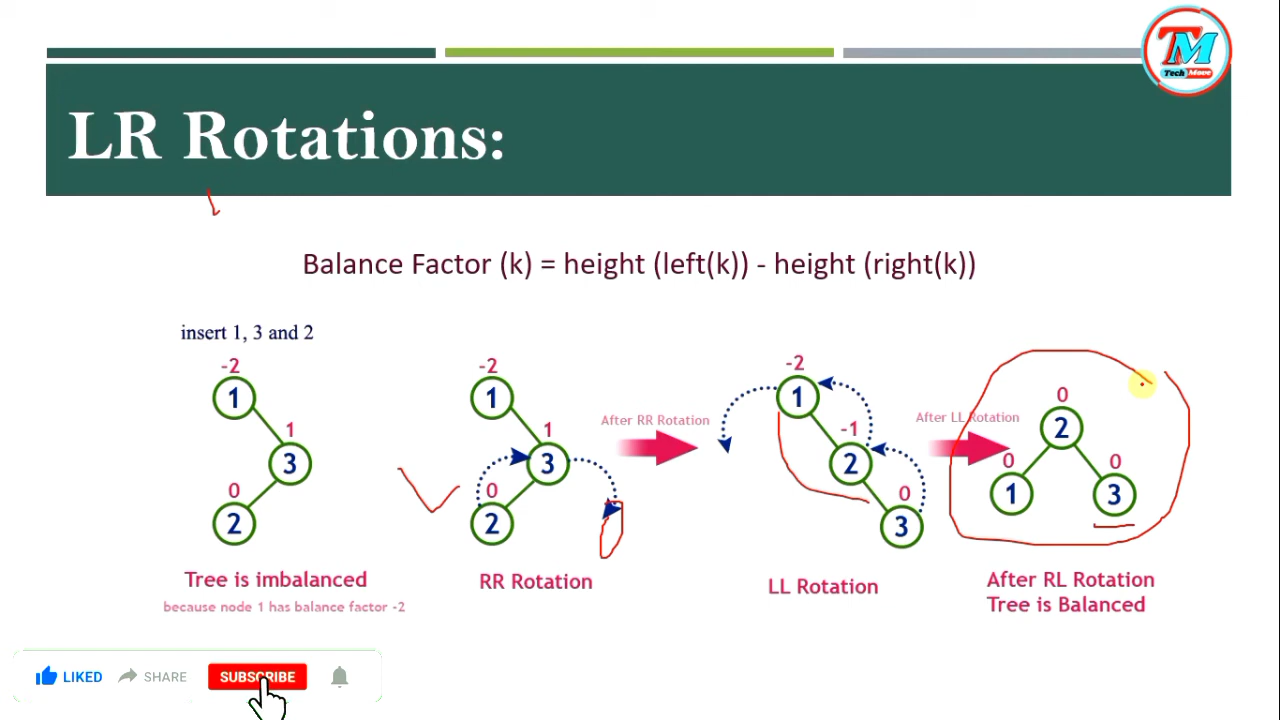 TM
Tech Move
LR Rotations:
Balance Factor (k) = height (left(k)) - height (right(k))
insert 1, 3 and 2
-2
1
1
3
0
2
Tree is imbalanced
because node 1 has balance factor -2
-2
1
1
3
0
2
RR Rotation
After RR Rotation
-2
1
-1
2
0
3
LL Rotation
After LL Rotation
0
2
0
1
0
3
After RL Rotation
Tree is Balanced
LIKED SHARE SUBSCRIBE